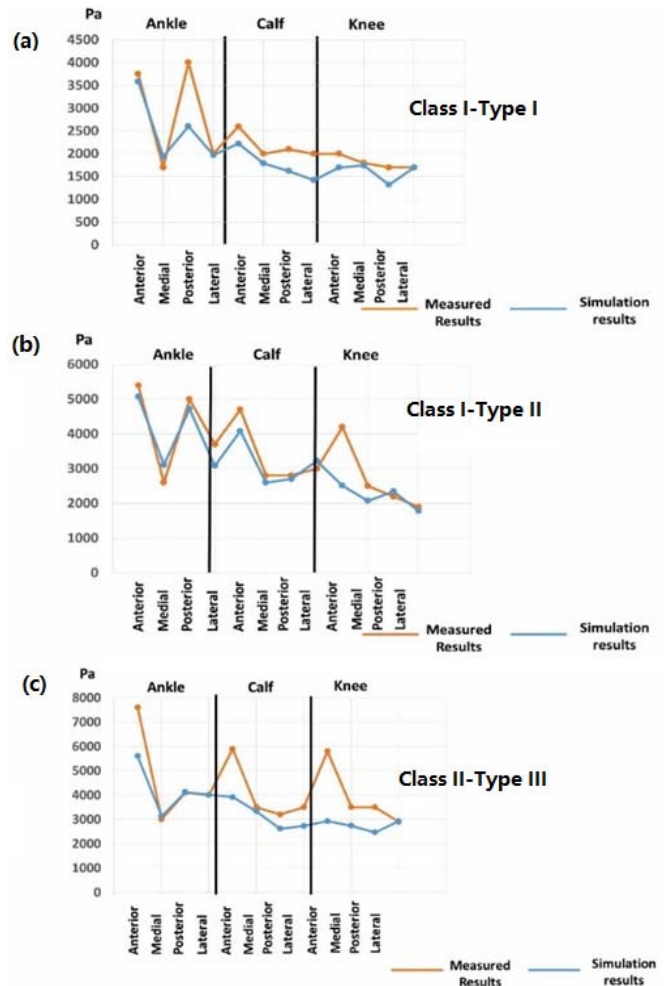 Pa
Ankle Calf Knee
(a)
4500
4000
3500
3000
2500
2000
1500
1000
500
0
Class I-Type I
Anterior Medial Posterior Lateral Anterior Medial Posterior Lateral Anterior Medial Posterior Lateral
Measured Results
Simulation results
(b)
Pa
Ankle Calf Knee
6000
5000
4000
3000
2000
1000
0
Class I-Type II
Anterior Medial Posterior Lateral Anterior Medial Posterior Lateral Anterior Medial Posterior Lateral
Measured Results
Simulation results
(c)
Pa
Ankle Calf Knee
8000
7000
6000
5000
4000
3000
2000
1000
0
Class II-Type III
Anterior Medial Posterior Lateral Anterior Medial Posterior Lateral Anterior Medial Posterior Lateral
Measured Results
Simulation results